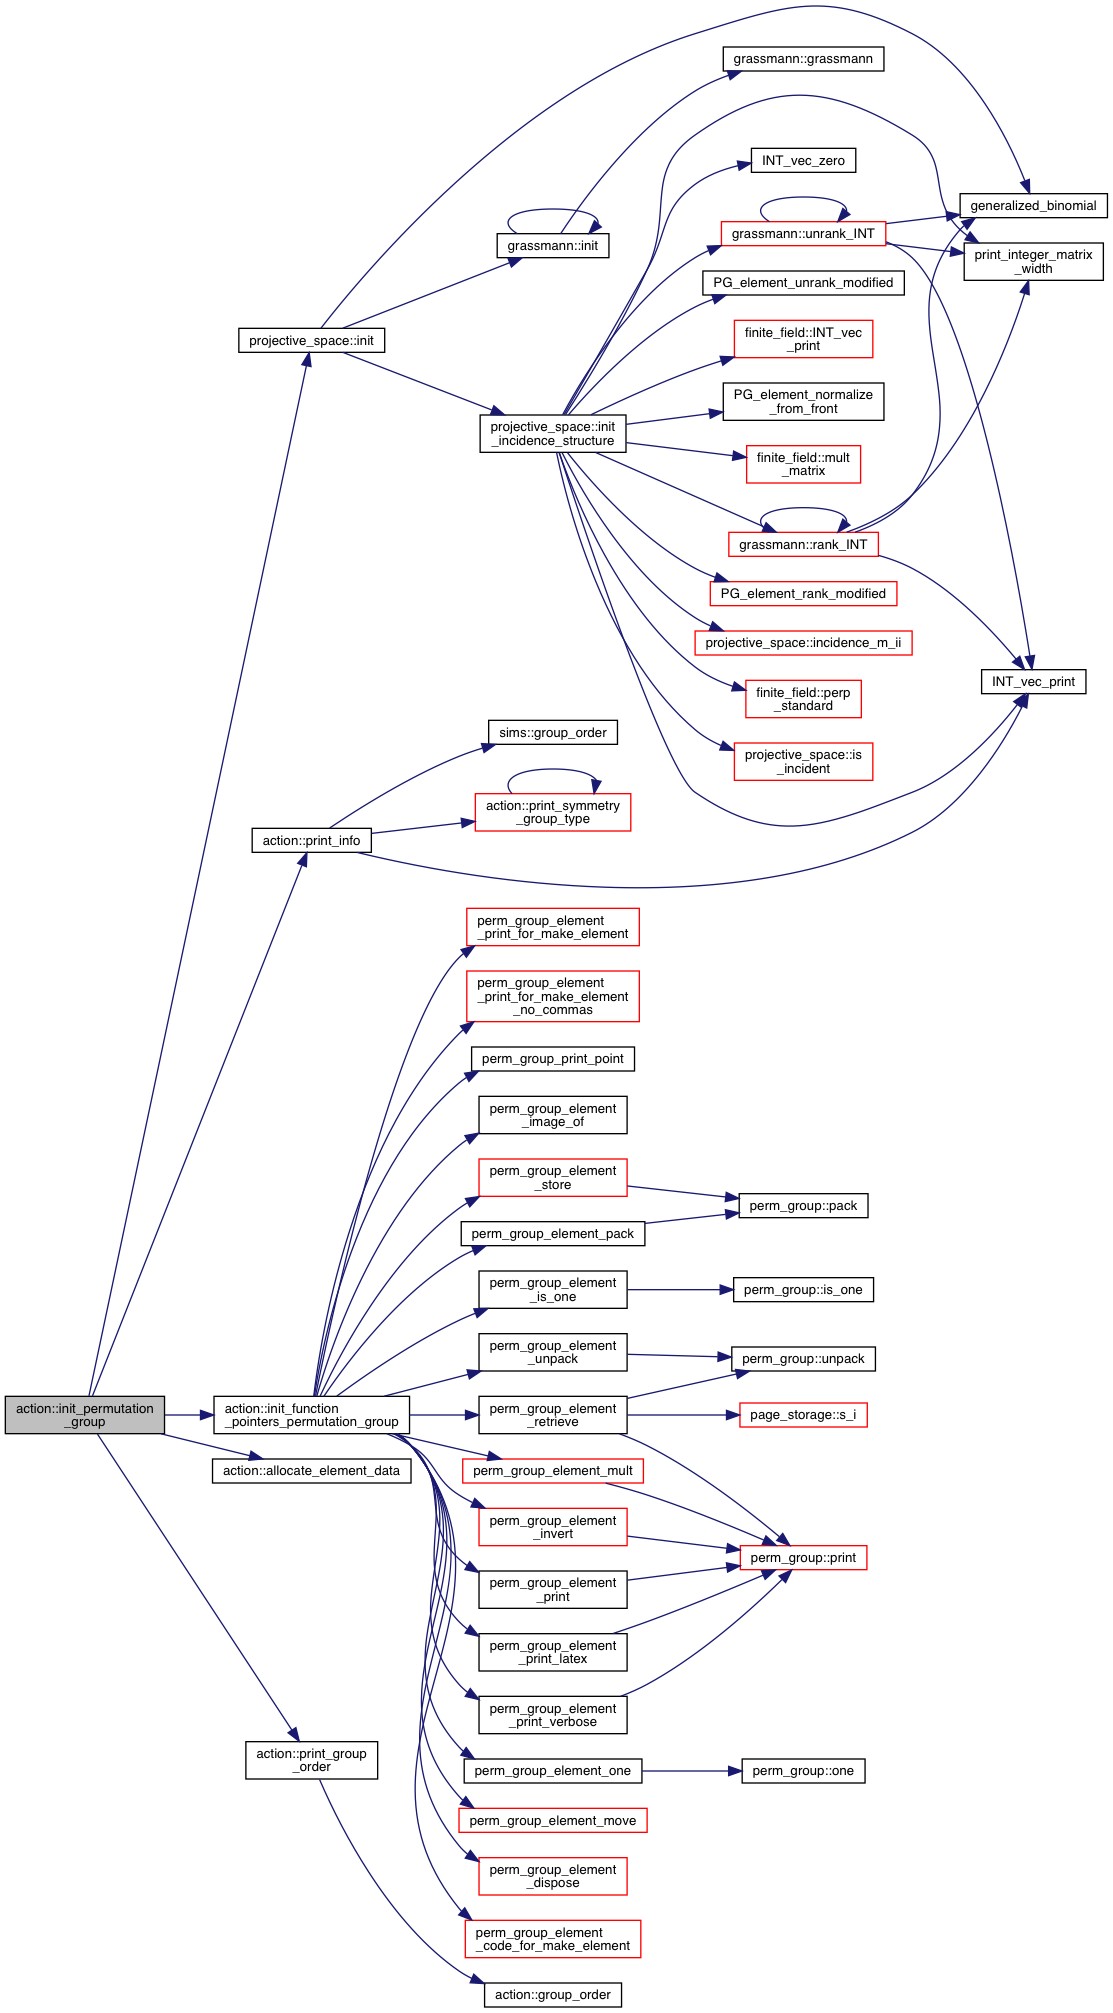 grassmann::grassmann
INT_vec_zero
generalized_binomial
grassmann::unrank_INT
grassmann::init
print_integer_matrix
_width
PG_element_unrank_modified
projective_space::init
finite_field::INT_vec
_print
PG_element_normalize
_from_front
projective_space::init
_incidence_structure
finite_field::mult
_matrix
grassmann::rank_INT
PG_element_rank_modified
projective_space::incidence_m_ii
INT_vec_print
finite_field::perp
_standard
sims::group_order
projective_space::is
_incident
action::print_symmetry
_group_type
action::print_info
perm_group_element
_print_for_make_element
perm_group_element
_print_for_make_element
_no_commas
perm_group_print_point
perm_group_element
_image_of
perm_group_element
_store
perm_group::pack
perm_group_element_pack
perm_group_element
_is_one
perm_group::is_one
perm_group_element
_unpack
perm_group::unpack
action::init_permutation
_group
action::init_function
_pointers_permutation_group
perm_group_element
_retrieve
page_storage::s_i
action::allocate_element_data
perm_group_element_mult
perm_group_element
_invert
perm_group::print
perm_group_element
_print
perm_group_element
_print_latex
perm_group_element
_print_verbose
action::print_group
_order
perm_group_element_one
perm_group::one
perm_group_element_move
perm_group_element
_dispose
perm_group_element
_code_for_make_element
action::group_order